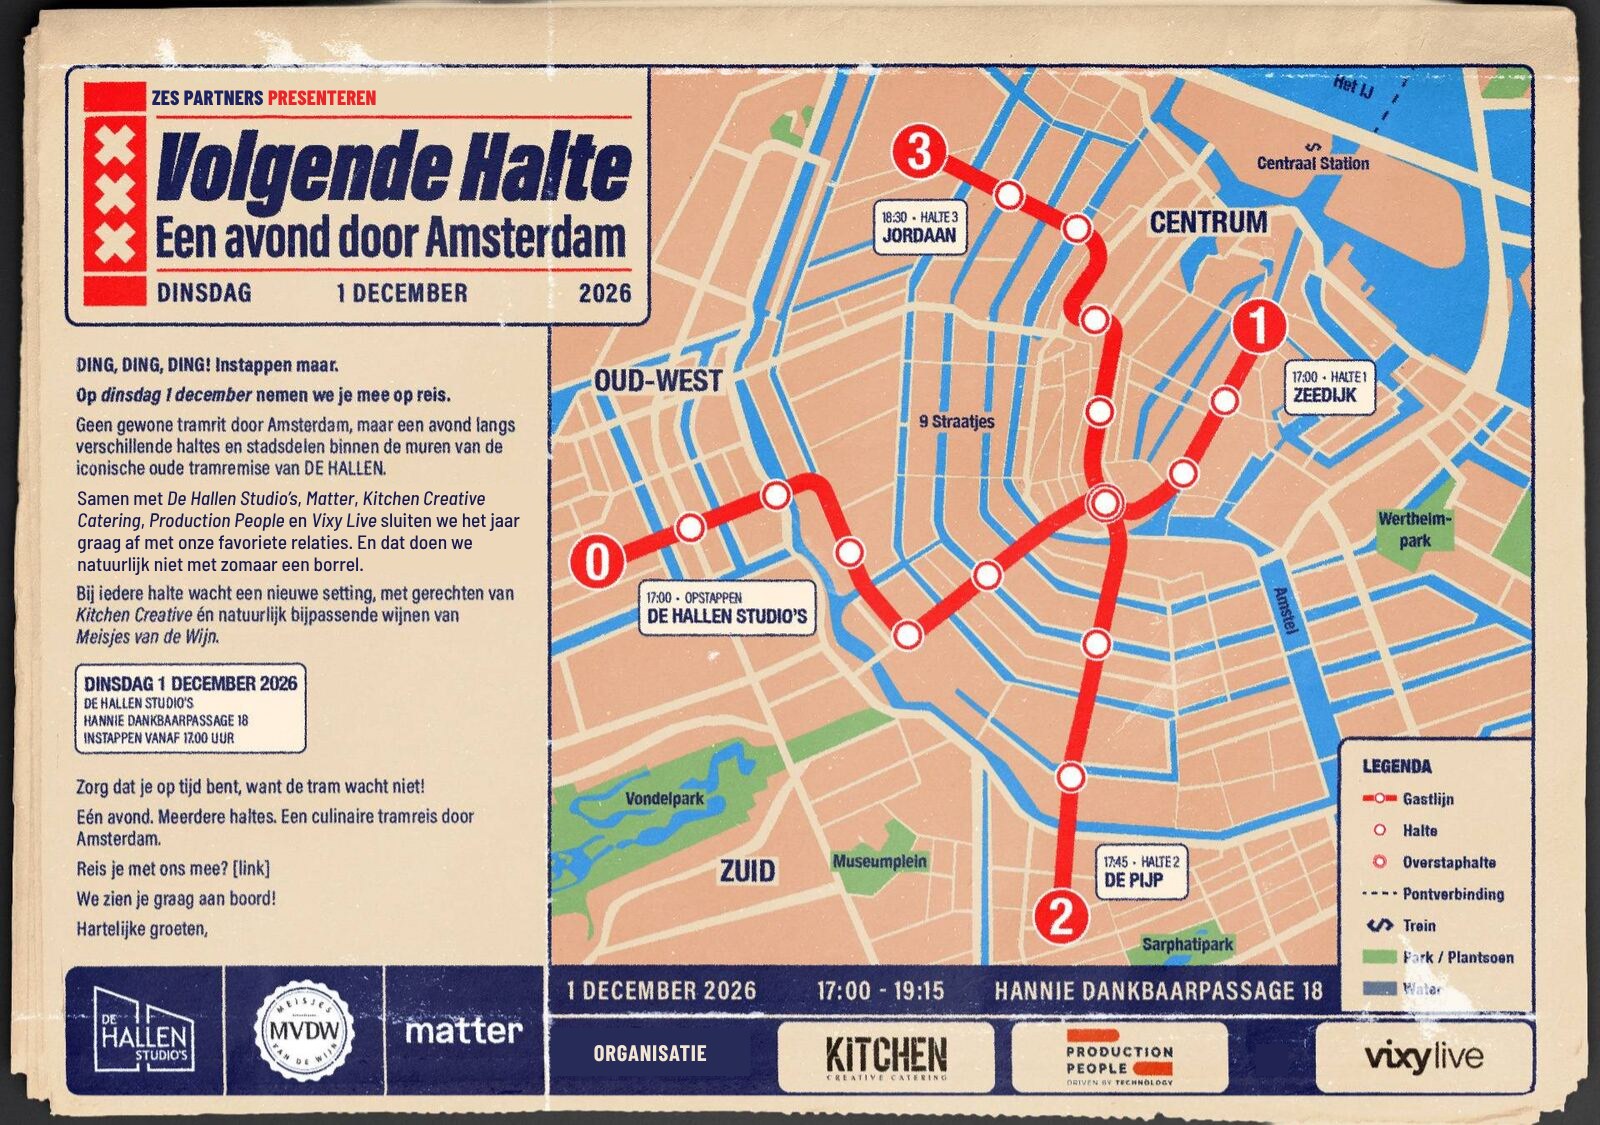 ZES PARTNERS PRESENTEREN
Volgende Halte
Een avond door Amsterdam
DINSDAG 1 DECEMBER 2026
DING, DING, DING! Instappen maar.
Op dinsdag 1 december nemen we je mee op reis.
Geen gewone tramrit door Amsterdam, maar een avond langs
verschillende haltes en stadsdelen binnen de muren van de
iconische oude tramremise van DE HALLEN.
Samen met De Hallen Studio's, Matter, Kitchen Creative
Catering, Production People en Vixy Live sluiten we het jaar
graag af met onze favoriete relaties. En dat doen we
natuurlijk niet met zomaar een borrel.
Bij iedere halte wacht een nieuwe setting, met gerechten van
Kitchen Creative én natuurlijk bijpassende wijnen van
Meisjes van de Wijn.
DINSDAG 1 DECEMBER 2026
DE HALLEN STUDIO'S
HANNIE DANKBAARPASSAGE 18
INSTAPPEN VANAF 17.00 UUR
Zorg dat je op tijd bent, want de tram wacht niet!
Eén avond. Meerdere haltes. Een culinaire tramreis door
Amsterdam.
Reis je met ons mee? [link]
We zien je graag aan boord!
Hartelijke groeten,
Het IJ
Centraal Station
CENTRUM
3
18:30 • HALTE 3
JORDAAN
1
17:00 • HALTE 1
ZEEDIJK
OUD-WEST
9 Straatjes
Wertheim-
park
0
17:00 • OPSTAPPEN
DE HALLEN STUDIO'S
Amstel
Vondelpark
ZUID
Museumplein
17:45 • HALTE 2
DE PIJP
2
Sarphatipark
LEGENDA
Gastlijn
Halte
Overstaphalte
Pontverbinding
Trein
Park / Plantsoen
Water
1 DECEMBER 2026 17:00 - 19:15 HANNIE DANKBAARPASSAGE 18
DE
HALLEN
STUDIO'S
MEISJES
MVDW
VAN DE WIJN
matter
ORGANISATIE
KITCHEN
CREATIVE CATERING
PRODUCTION
PEOPLE
DRIVEN BY TECHNOLOGY
vixy live